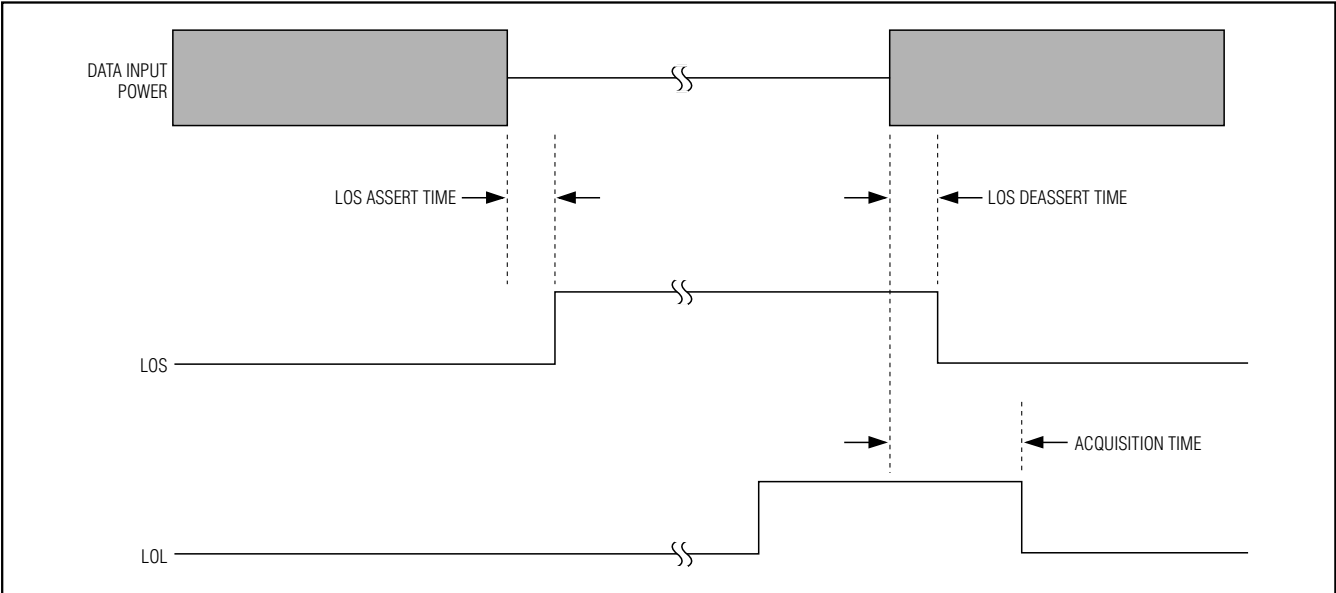 DATA INPUT
POWER
LOS ASSERT TIME
LOS DEASSERT TIME
LOS
ACQUISITION TIME
LOL